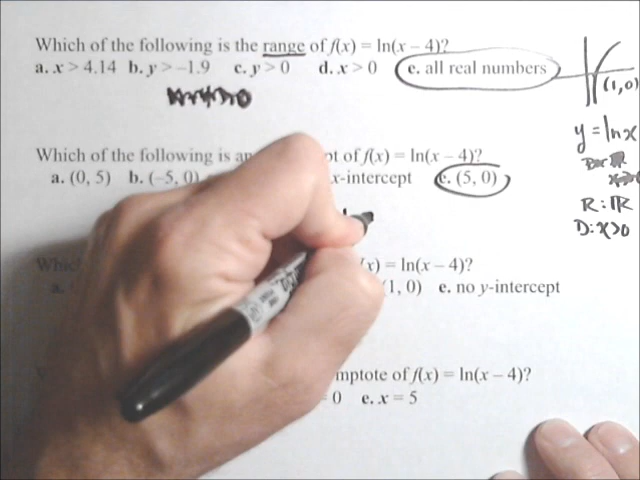 Which of the following is the range of f(x) = ln(x – 4)?
a. x > 4.14 b. y > –1.9 c. y > 0 d. x > 0 e. all real numbers
(1,0)
y = ln x
R: ℝ
D: x>0
Which of the following is an pt of f(x) = ln(x – 4)?
a. (0, 5) b. (–5, 0) x-intercept e. (5, 0)
(x) = ln(x – 4)?
a. (1, 0) e. no y-intercept
mptote of f(x) = ln(x – 4)?
= 0 e. x = 5